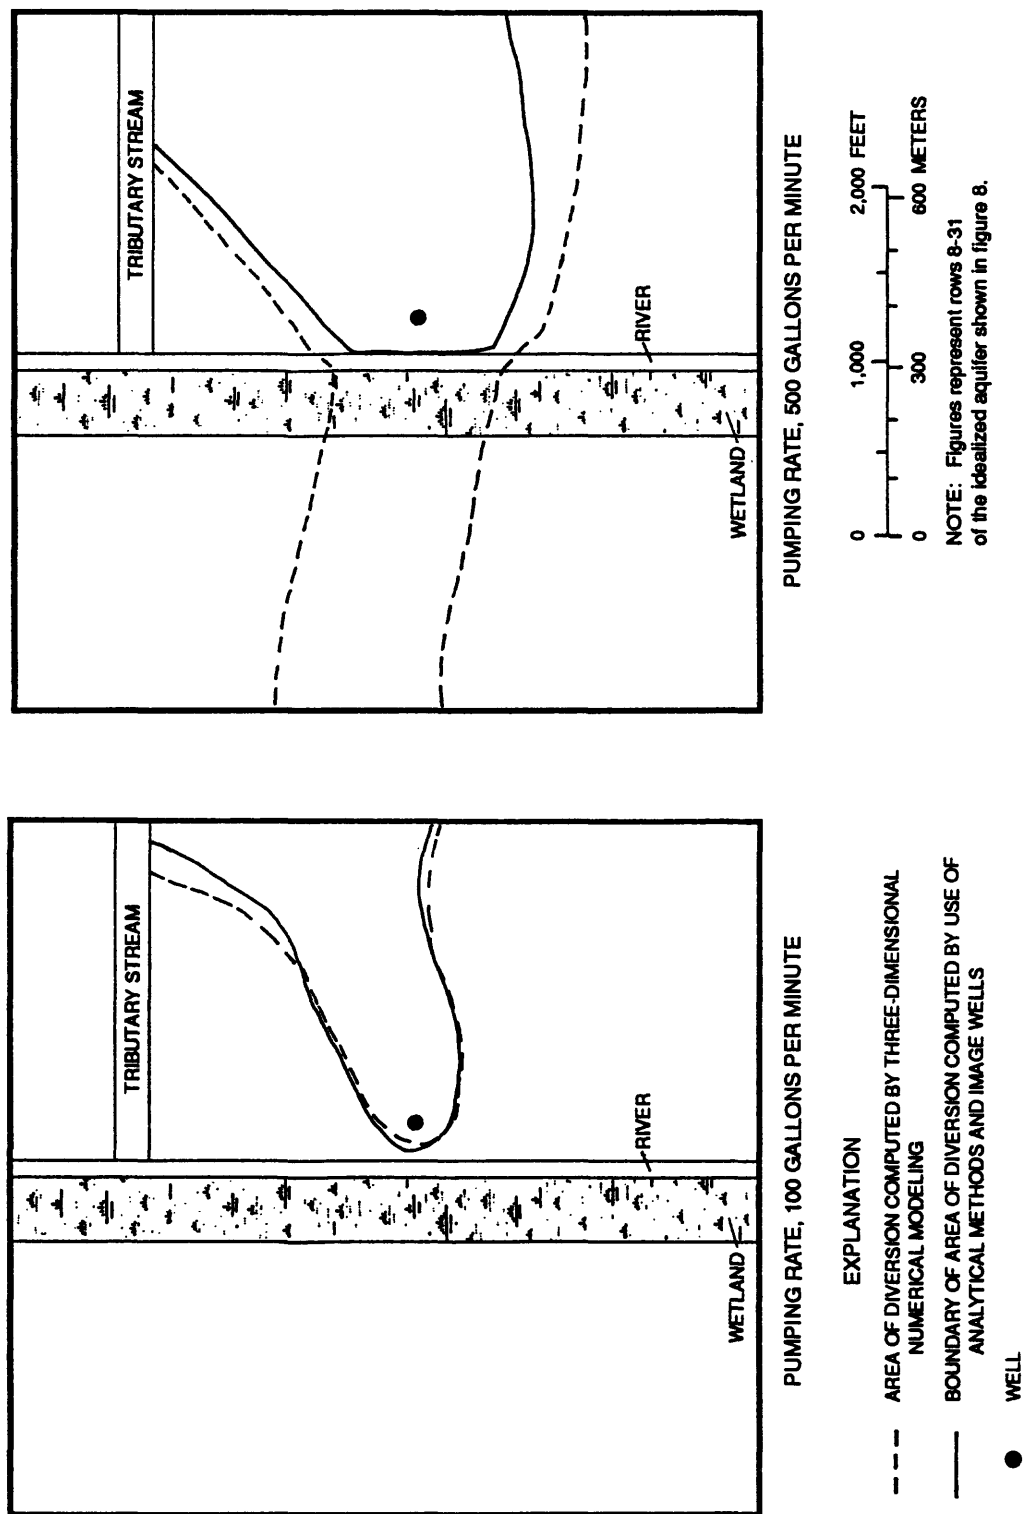 TRIBUTARY STREAM
RIVER
WETLAND
PUMPING RATE, 100 GALLONS PER MINUTE
TRIBUTARY STREAM
RIVER
WETLAND
PUMPING RATE, 500 GALLONS PER MINUTE
EXPLANATION
AREA OF DIVERSION COMPUTED BY THREE-DIMENSIONAL
NUMERICAL MODELING
BOUNDARY OF AREA OF DIVERSION COMPUTED BY USE OF
ANALYTICAL METHODS AND IMAGE WELLS
WELL
0 1,000 2,000 FEET
0 300 600 METERS
NOTE: Figures represent rows 8-31
of the idealized aquifer shown in figure 8.